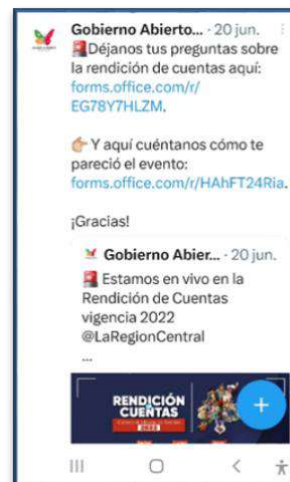 Gobierno Abierto... · 20 jun.
🚨Déjanos tus preguntas sobre
la rendición de cuentas aquí:
forms.office.com/r/
EG78Y7HLZM.
👉🏼 Y aquí cuéntanos cómo te
pareció el evento:
forms.office.com/r/HAhFT24Ria.
¡Gracias!
Gobierno Abier... · 20 jun.
🚨 Estamos en vivo en la
Rendición de Cuentas
vigencia 2022
@LaRegionCentral
...
RENDICIÓN
CUEÑTAS
2022